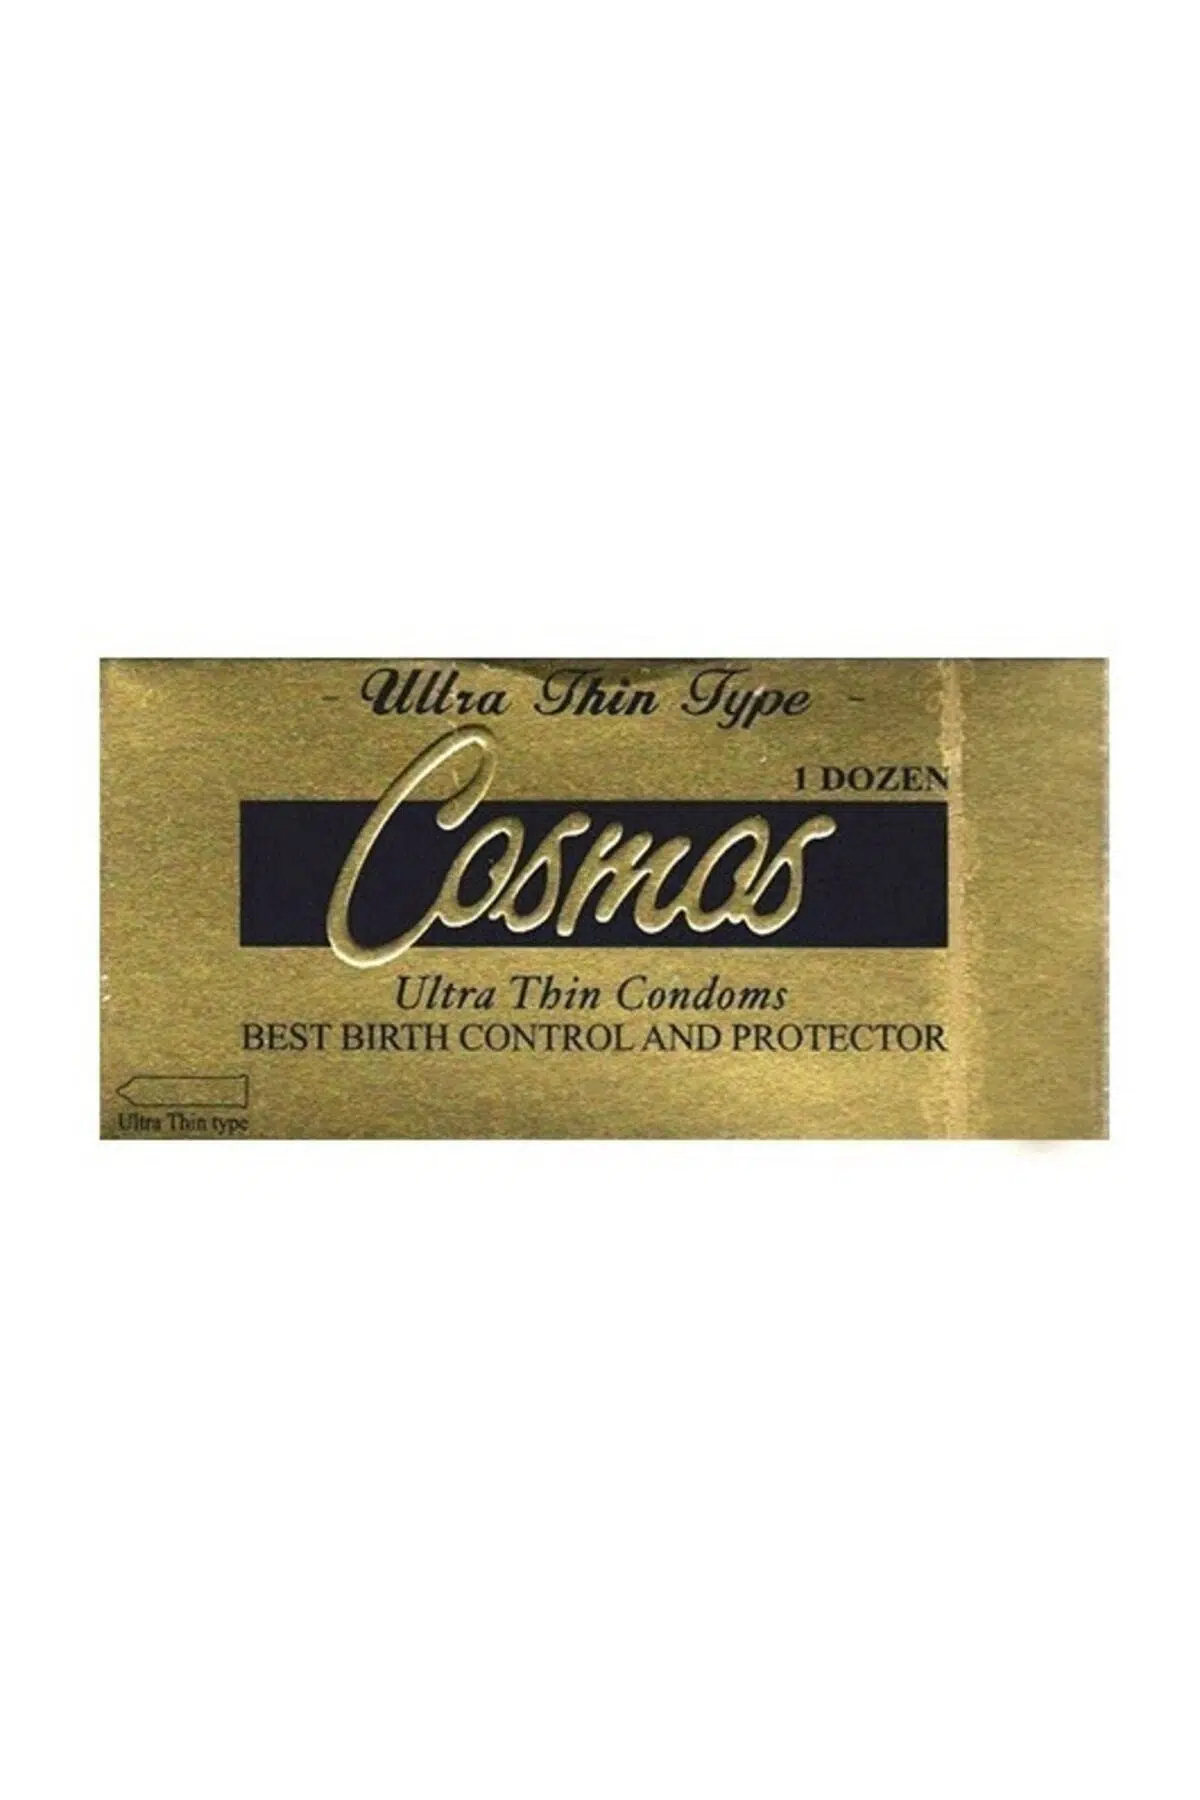 - Ultra Thin Type -
1 DOZEN
Cosmos
Ultra Thin Condoms
BEST BIRTH CONTROL AND PROTECTOR
Ultra Thin type